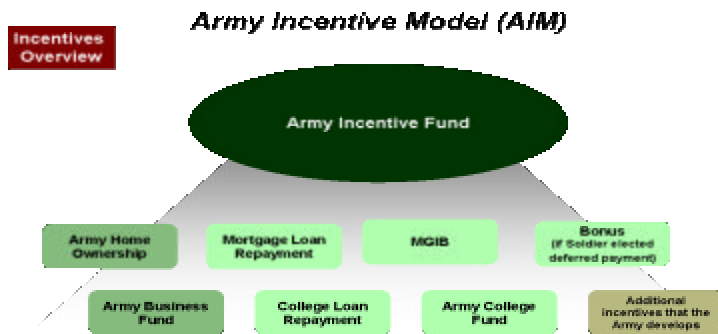 Army Incentive Model (AIM)
Incentives
Overview
Army Incentive Fund
Army Home
Ownership
Mortgage Loan
Repayment
MGIB
Bonus
(if Soldier elected
deferred payment)
Army Business
Fund
College Loan
Repayment
Army College
Fund
Additional
incentives that the
Army develops